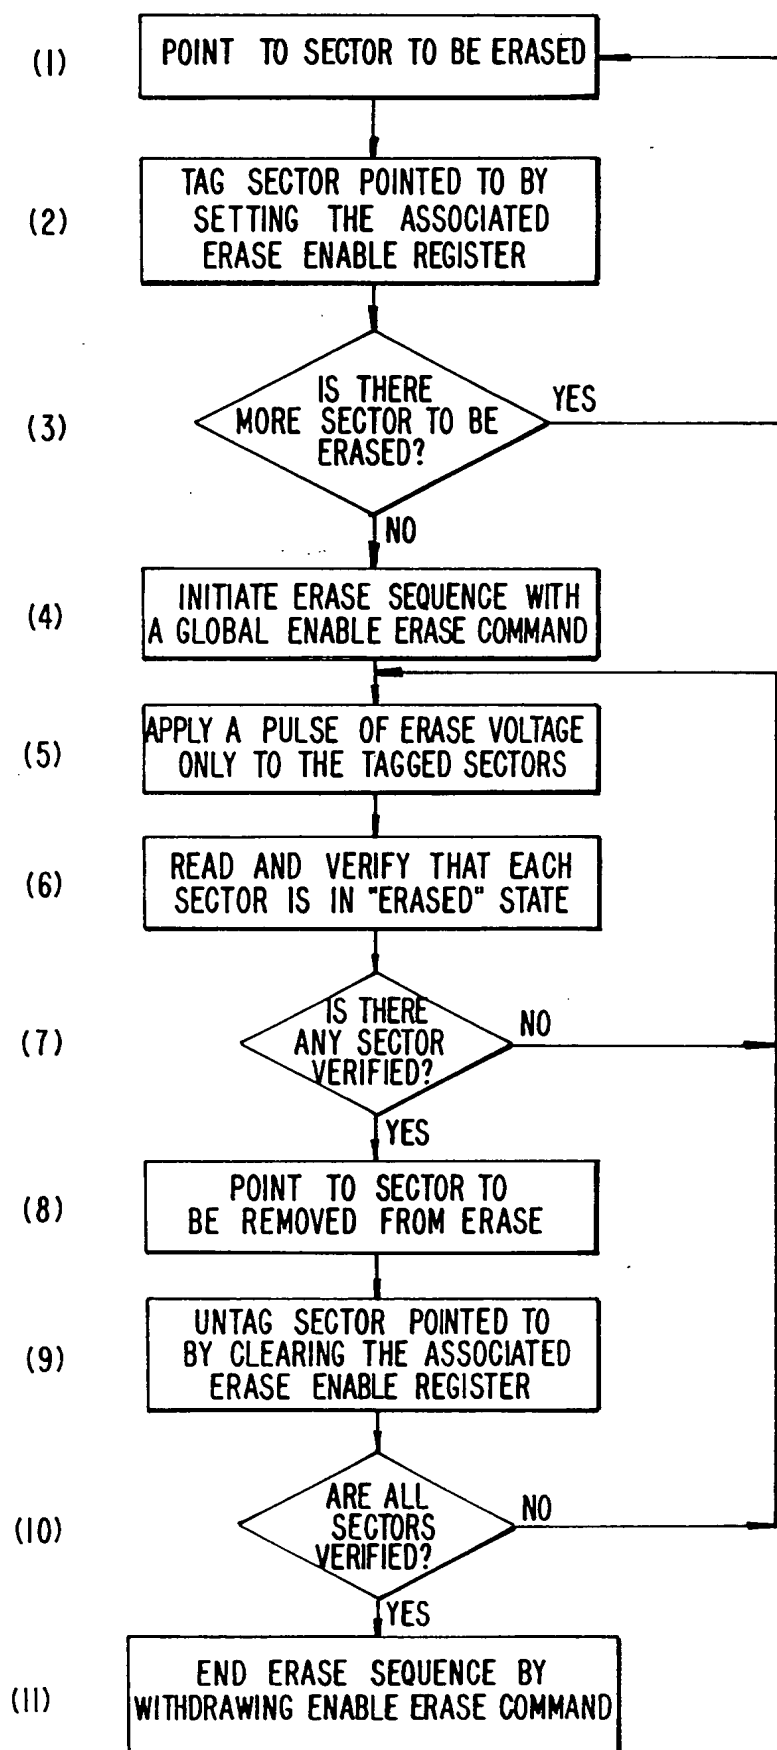 (1)
POINT TO SECTOR TO BE ERASED
(2)
TAG SECTOR POINTED TO BY
SETTING THE ASSOCIATED
ERASE ENABLE REGISTER
(3)
IS THERE
MORE SECTOR TO BE
ERASED?
YES
NO
(4)
INITIATE ERASE SEQUENCE WITH
A GLOBAL ENABLE ERASE COMMAND
(5)
APPLY A PULSE OF ERASE VOLTAGE
ONLY TO THE TAGGED SECTORS
(6)
READ AND VERIFY THAT EACH
SECTOR IS IN "ERASED" STATE
(7)
IS THERE
ANY SECTOR
VERIFIED?
NO
YES
(8)
POINT TO SECTOR TO
BE REMOVED FROM ERASE
(9)
UNTAG SECTOR POINTED TO
BY CLEARING THE ASSOCIATED
ERASE ENABLE REGISTER
(10)
ARE ALL
SECTORS
VERIFIED?
NO
YES
(11)
END ERASE SEQUENCE BY
WITHDRAWING ENABLE ERASE COMMAND